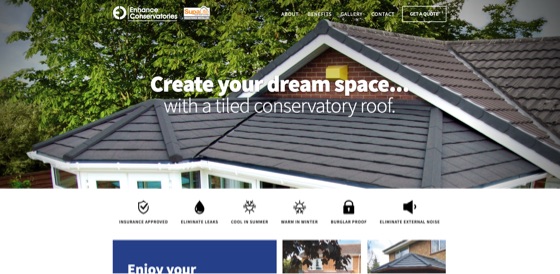 Enhance Conservatories
ABOUT BENEFITS GALLERY CONTACT GET A QUOTE
Create your dream space...
with a tiled conservatory roof.
INSURANCE APPROVED ELIMINATE LEAKS COOL IN SUMMER WARM IN WINTER BURGLAR PROOF ELIMINATE EXTERNAL NOISE
Enjoy your